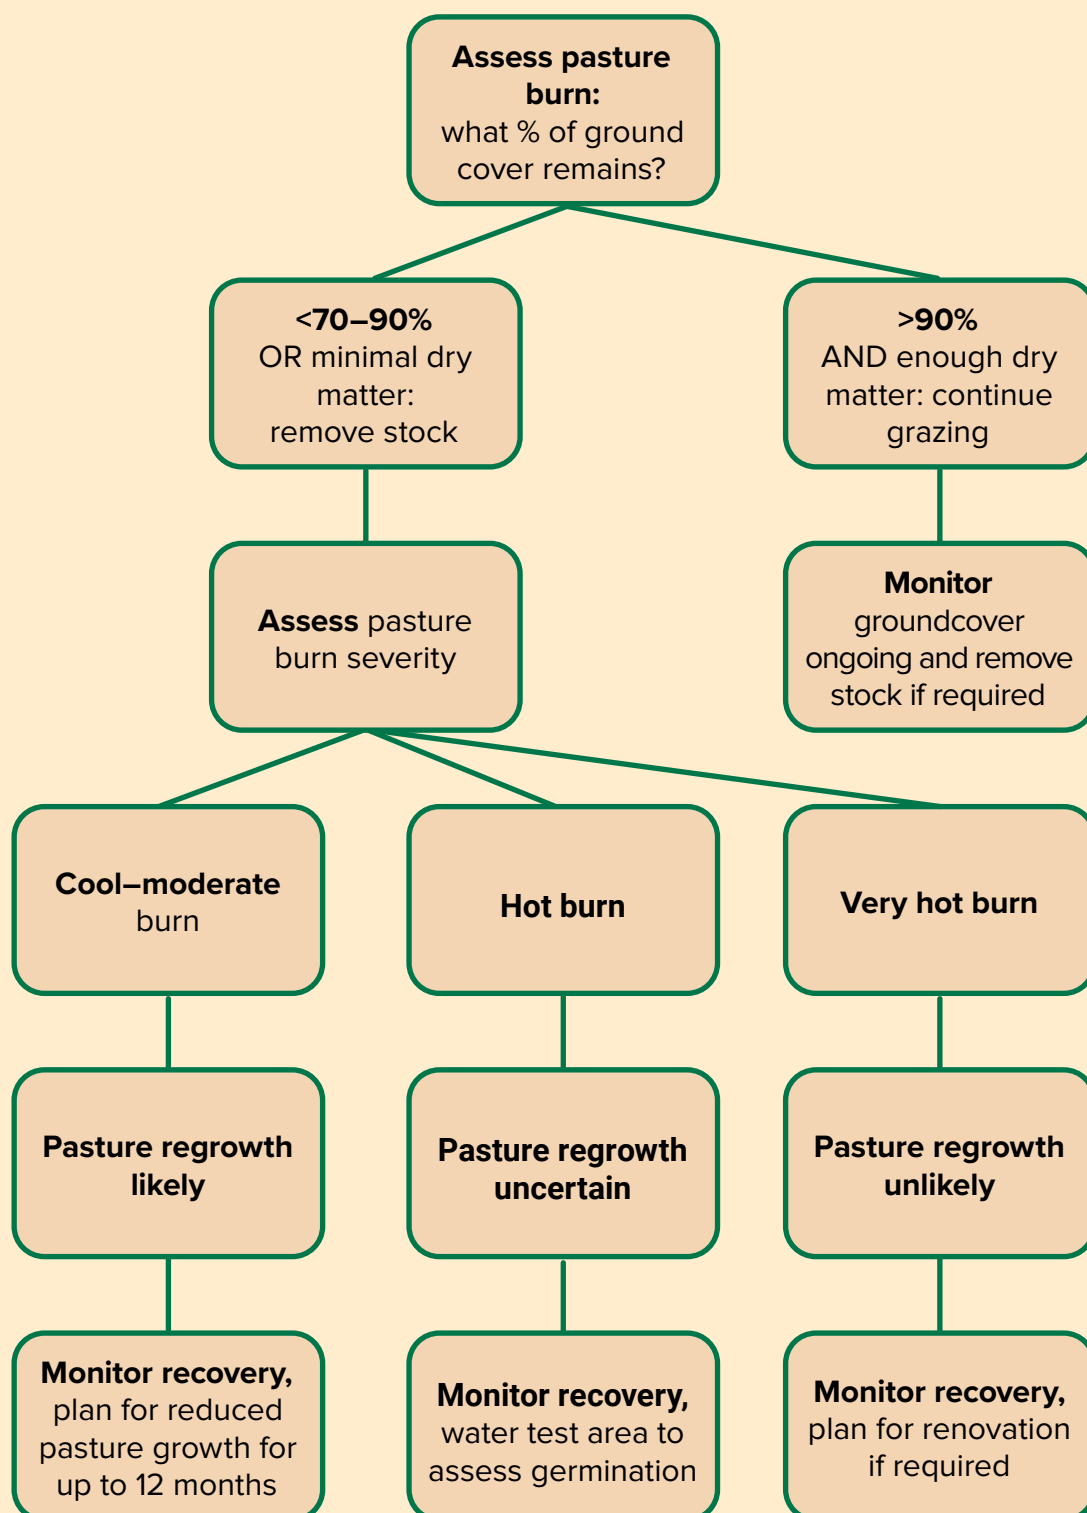 Assess pasture
burn:
what % of ground
cover remains?
<70–90%
OR minimal dry
matter:
remove stock
>90%
AND enough dry
matter: continue
grazing
Assess pasture
burn severity
Monitor
groundcover
ongoing and remove
stock if required
Cool–moderate
burn
Hot burn
Very hot burn
Pasture regrowth
likely
Pasture regrowth
uncertain
Pasture regrowth
unlikely
Monitor recovery,
plan for reduced
pasture growth for
up to 12 months
Monitor recovery,
water test area to
assess germination
Monitor recovery,
plan for renovation
if required